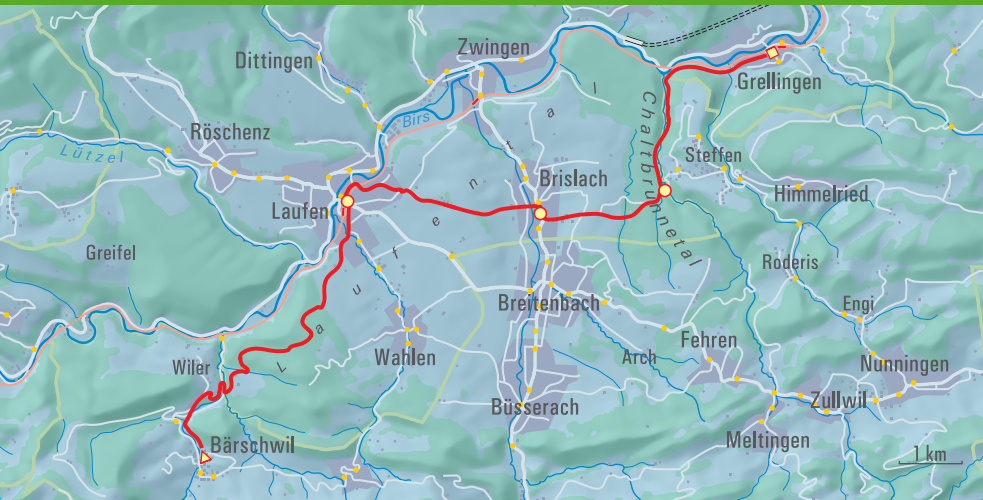 Zwingen
Dittingen
Grellingen
Birs
Röschenz
Lützel
Chaltbrunnetal
Steffen
Brislach
Himmelried
Laufen
Laufental
Greifel
Roderis
Breitenbach
Engi
Fehren
Wiler
Wahlen
Arch
Nunningen
Zullwil
Büsserach
Bärschwil
Meltingen
1 km